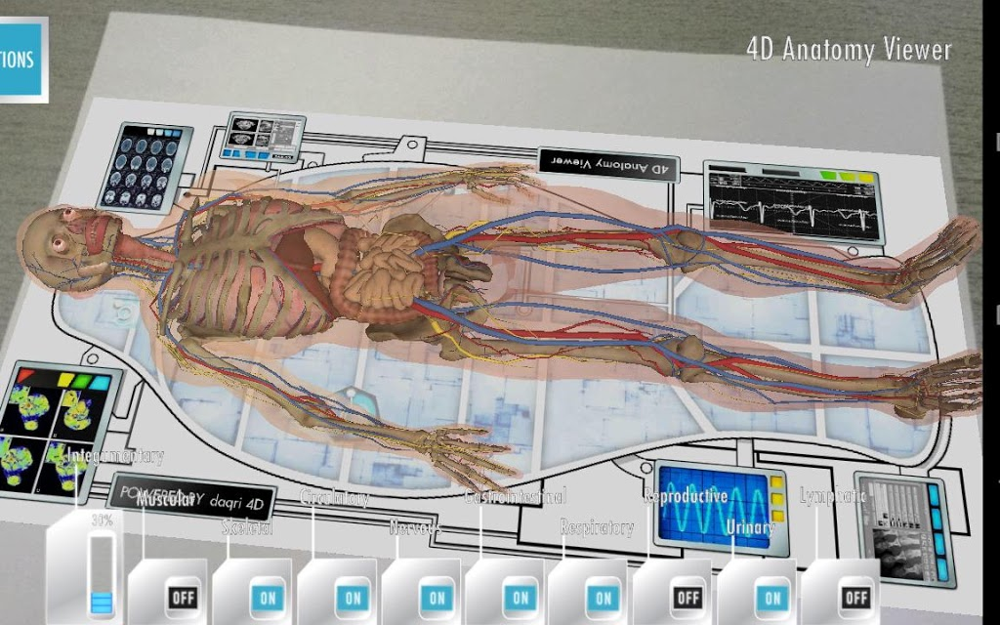 TIONS
4D Anatomy Viewer
4D Anatomy Viewer
Integumentary
POWERED BY daqri 4D
Muscular
Circulatory
Gastrointestinal
Reproductive
Lymphatic
Skeletal
Nervous
Respiratory
Urinary
30%
OFF
ON
ON
ON
ON
ON
OFF
ON
OFF